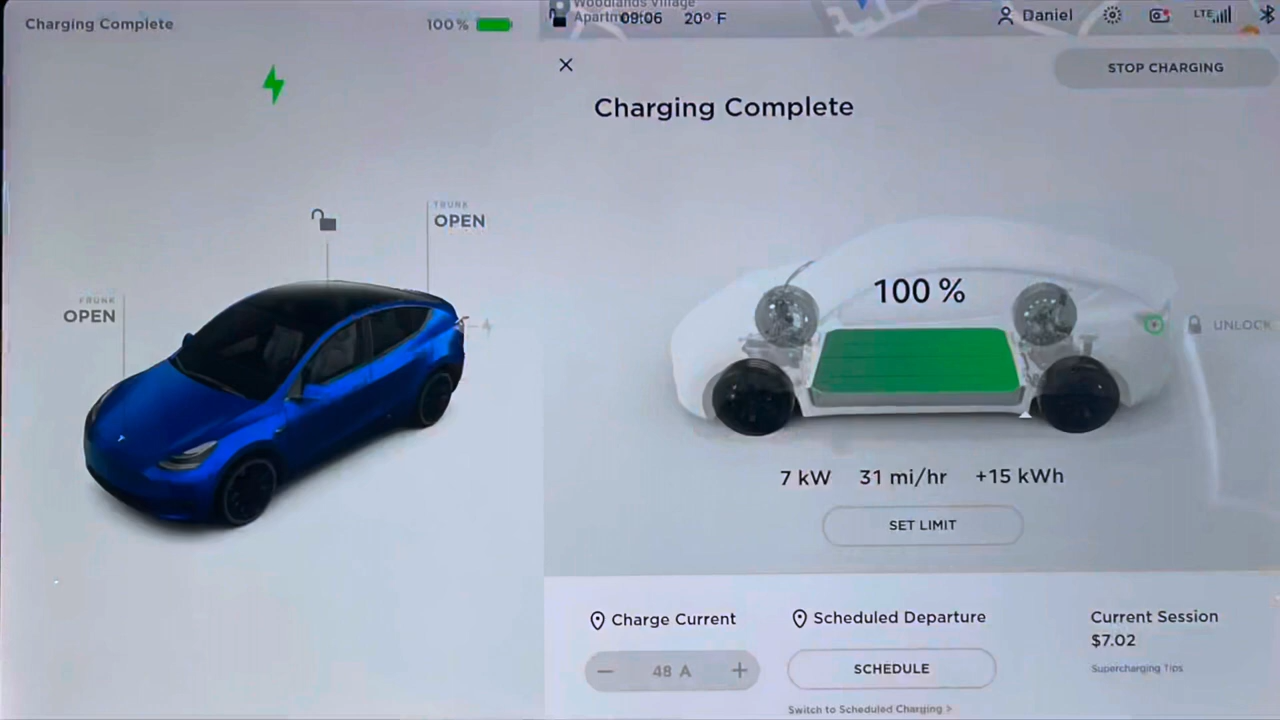 Charging Complete
100 %
TRUNK
OPEN
FRUNK
OPEN
Woodlands Village
Apartm
09:06
20° F
Daniel
LTE
STOP CHARGING
Charging Complete
100 %
UNLOCK
7 kW 31 mi/hr +15 kWh
SET LIMIT
Charge Current
− 48 A +
Scheduled Departure
SCHEDULE
Switch to Scheduled Charging >
Current Session
$7.02
Supercharging Tips